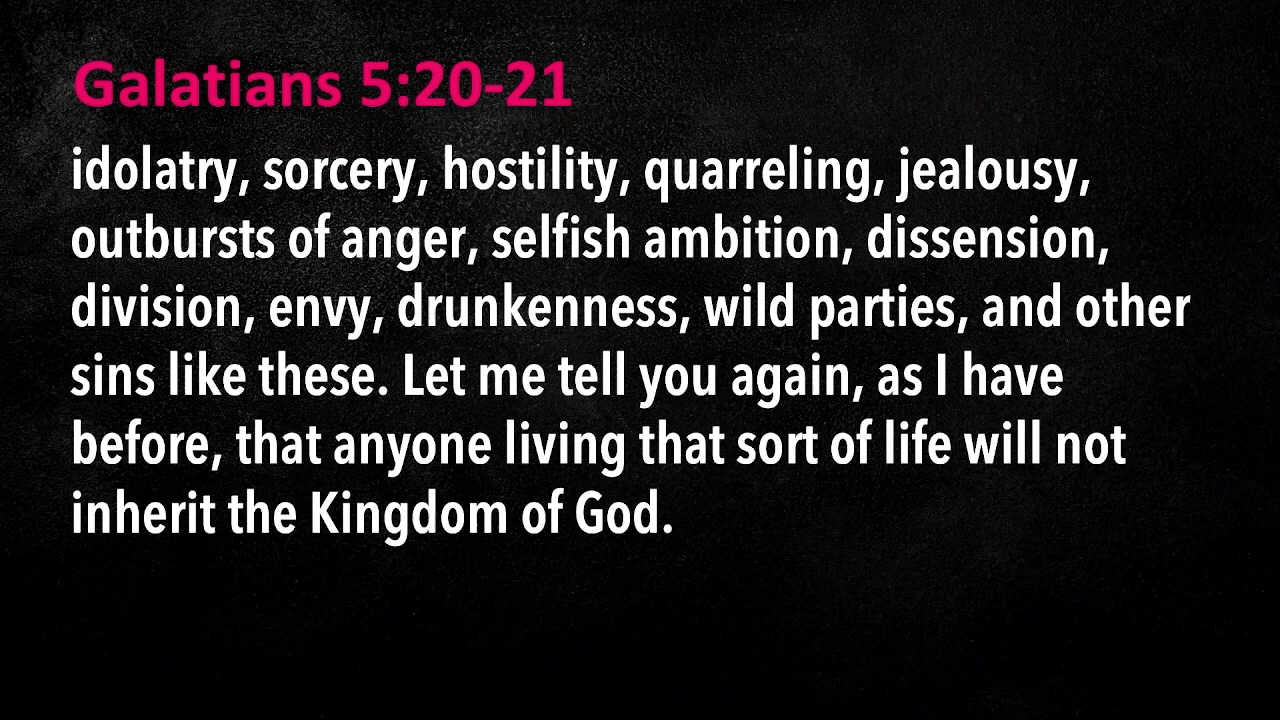 Galatians 5:20-21
idolatry, sorcery, hostility, quarreling, jealousy,
outbursts of anger, selfish ambition, dissension,
division, envy, drunkenness, wild parties, and other
sins like these. Let me tell you again, as I have
before, that anyone living that sort of life will not
inherit the Kingdom of God.